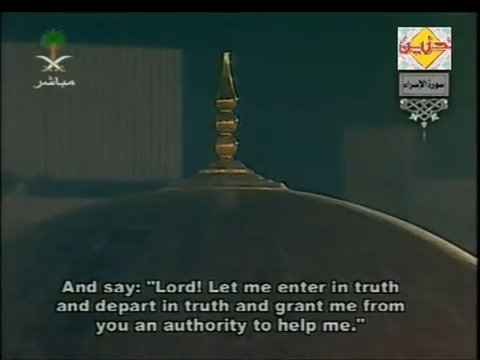 مباشر
حزين
سورة الإسراء
And say: "Lord! Let me enter in truth
and depart in truth and grant me from
you an authority to help me."